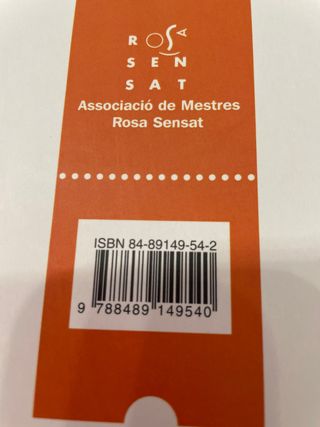 ROSA
SEN
SAT
Associació de Mestres
Rosa Sensat
ISBN 84-89149-54-2
9 788489 149540